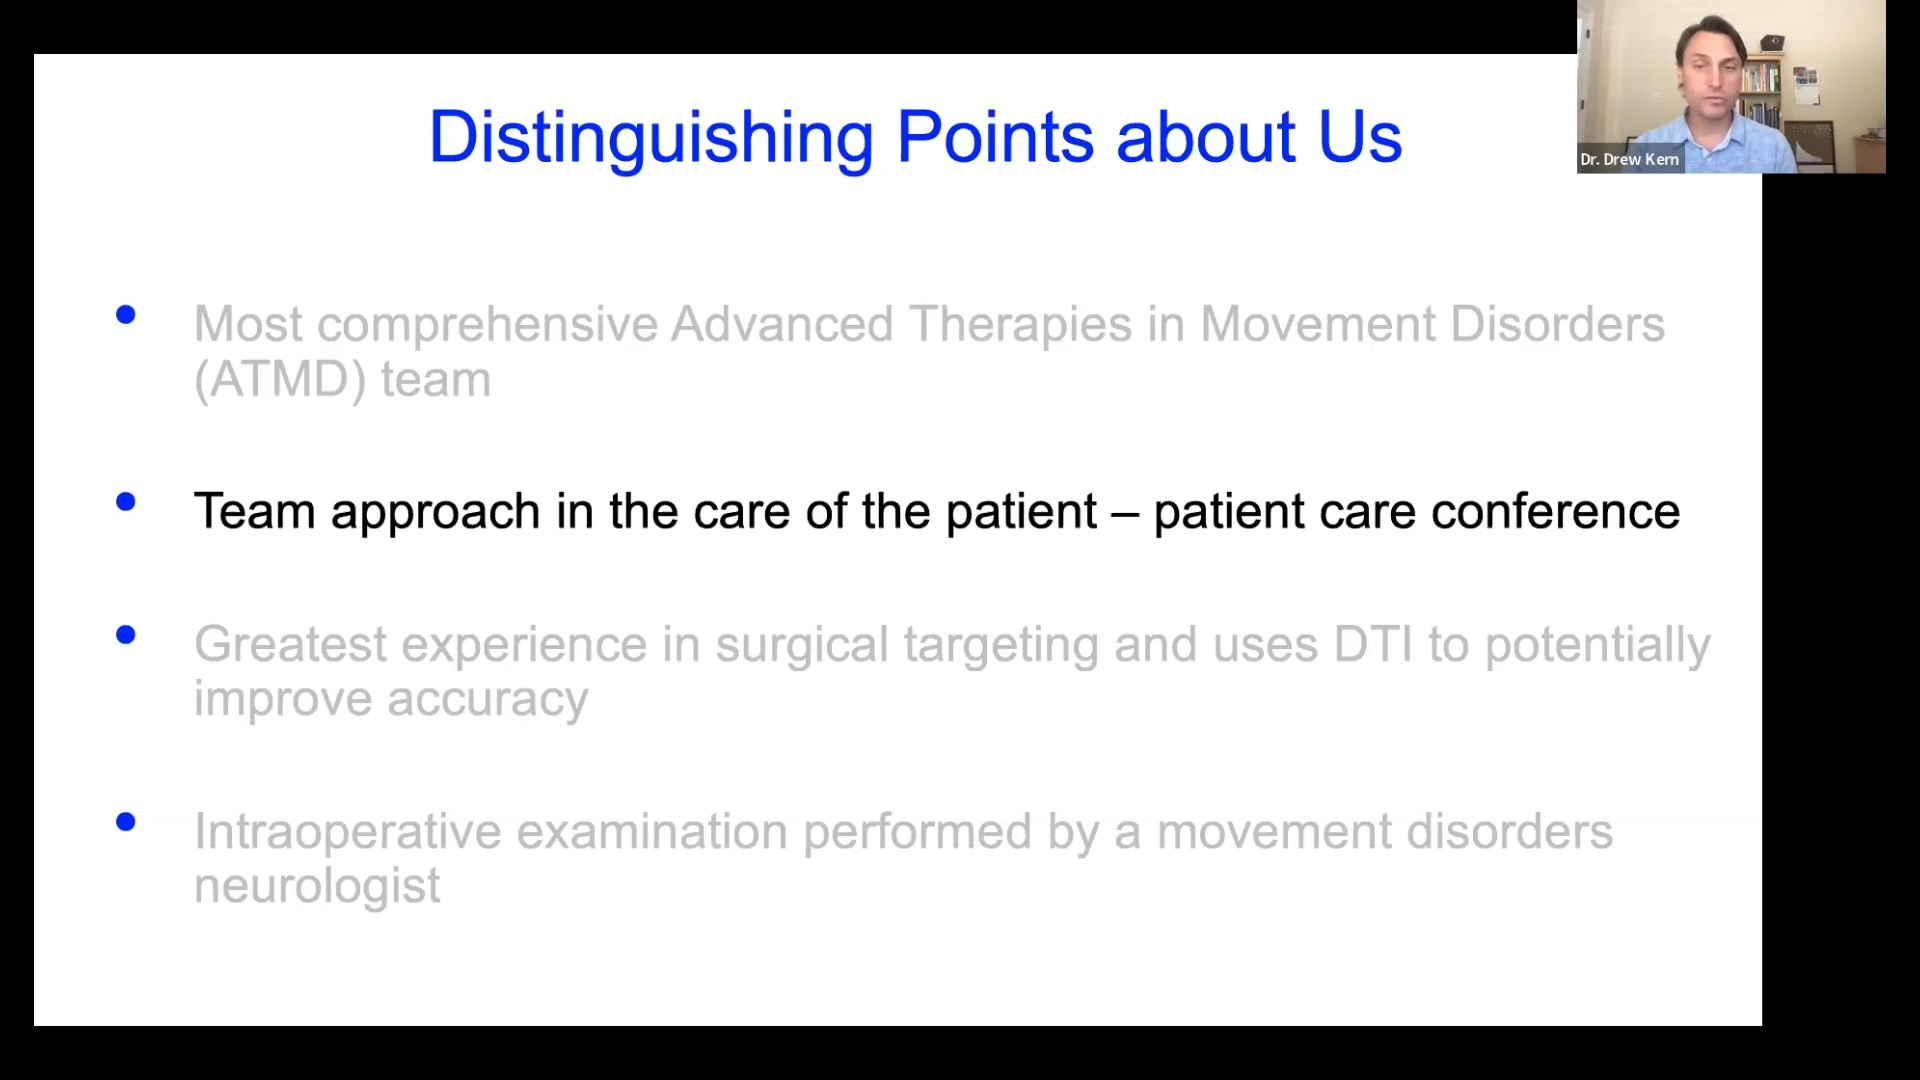 Distinguishing Points about Us
Dr. Drew Kern
• Most comprehensive Advanced Therapies in Movement Disorders
(ATMD) team
• Team approach in the care of the patient – patient care conference
• Greatest experience in surgical targeting and uses DTI to potentially
improve accuracy
• Intraoperative examination performed by a movement disorders
neurologist